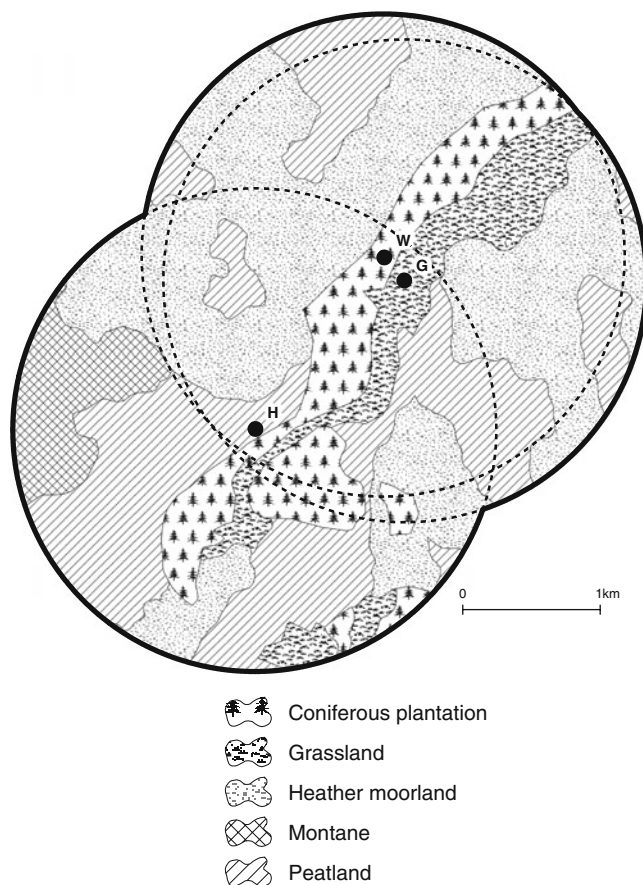 W
G
H
0 1km
Coniferous plantation
Grassland
Heather moorland
Montane
Peatland